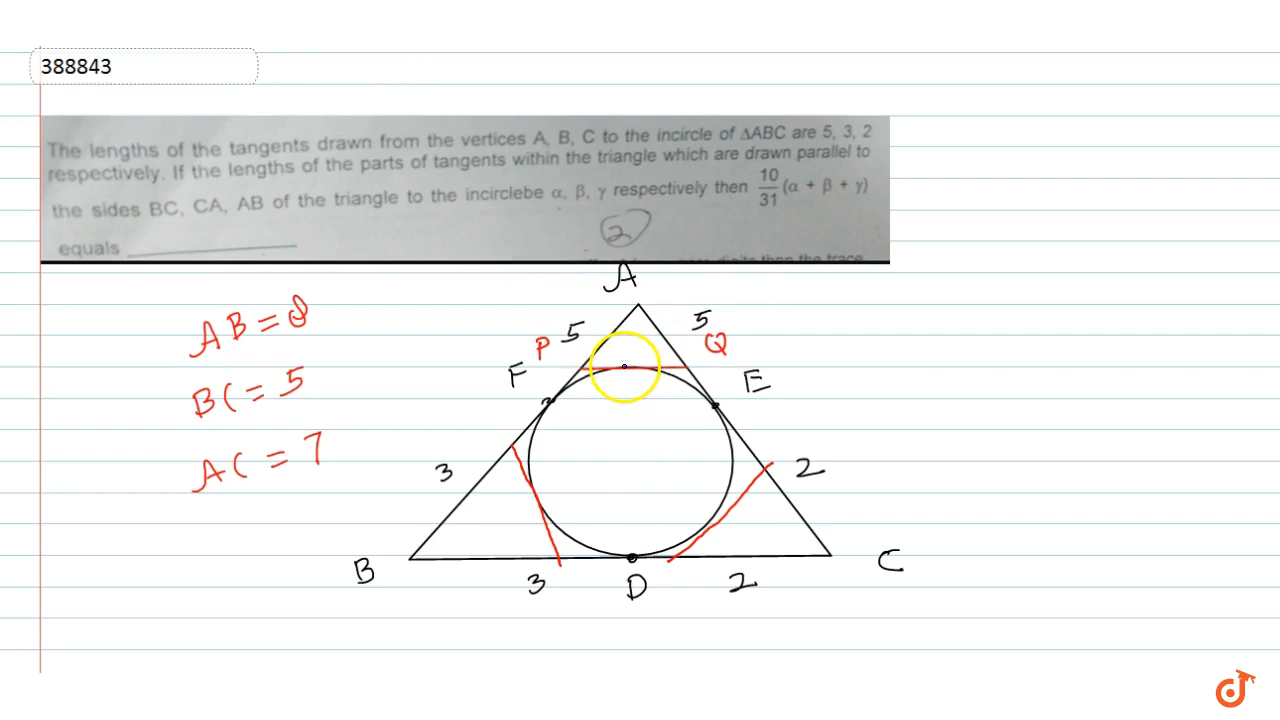 388843
The lengths of the tangents drawn from the vertices A, B, C to the incircle of ΔABC are 5, 3, 2
respectively. If the lengths of the parts of tangents within the triangle which are drawn parallel to
the sides BC, CA, AB of the triangle to the incirclebe α, β, γ respectively then 10/31 (α + β + γ)
equals ____________
2
A
AB = 8
5
5
P
Q
F
E
BC = 5
AC = 7
3
2
B
3
D
2
C